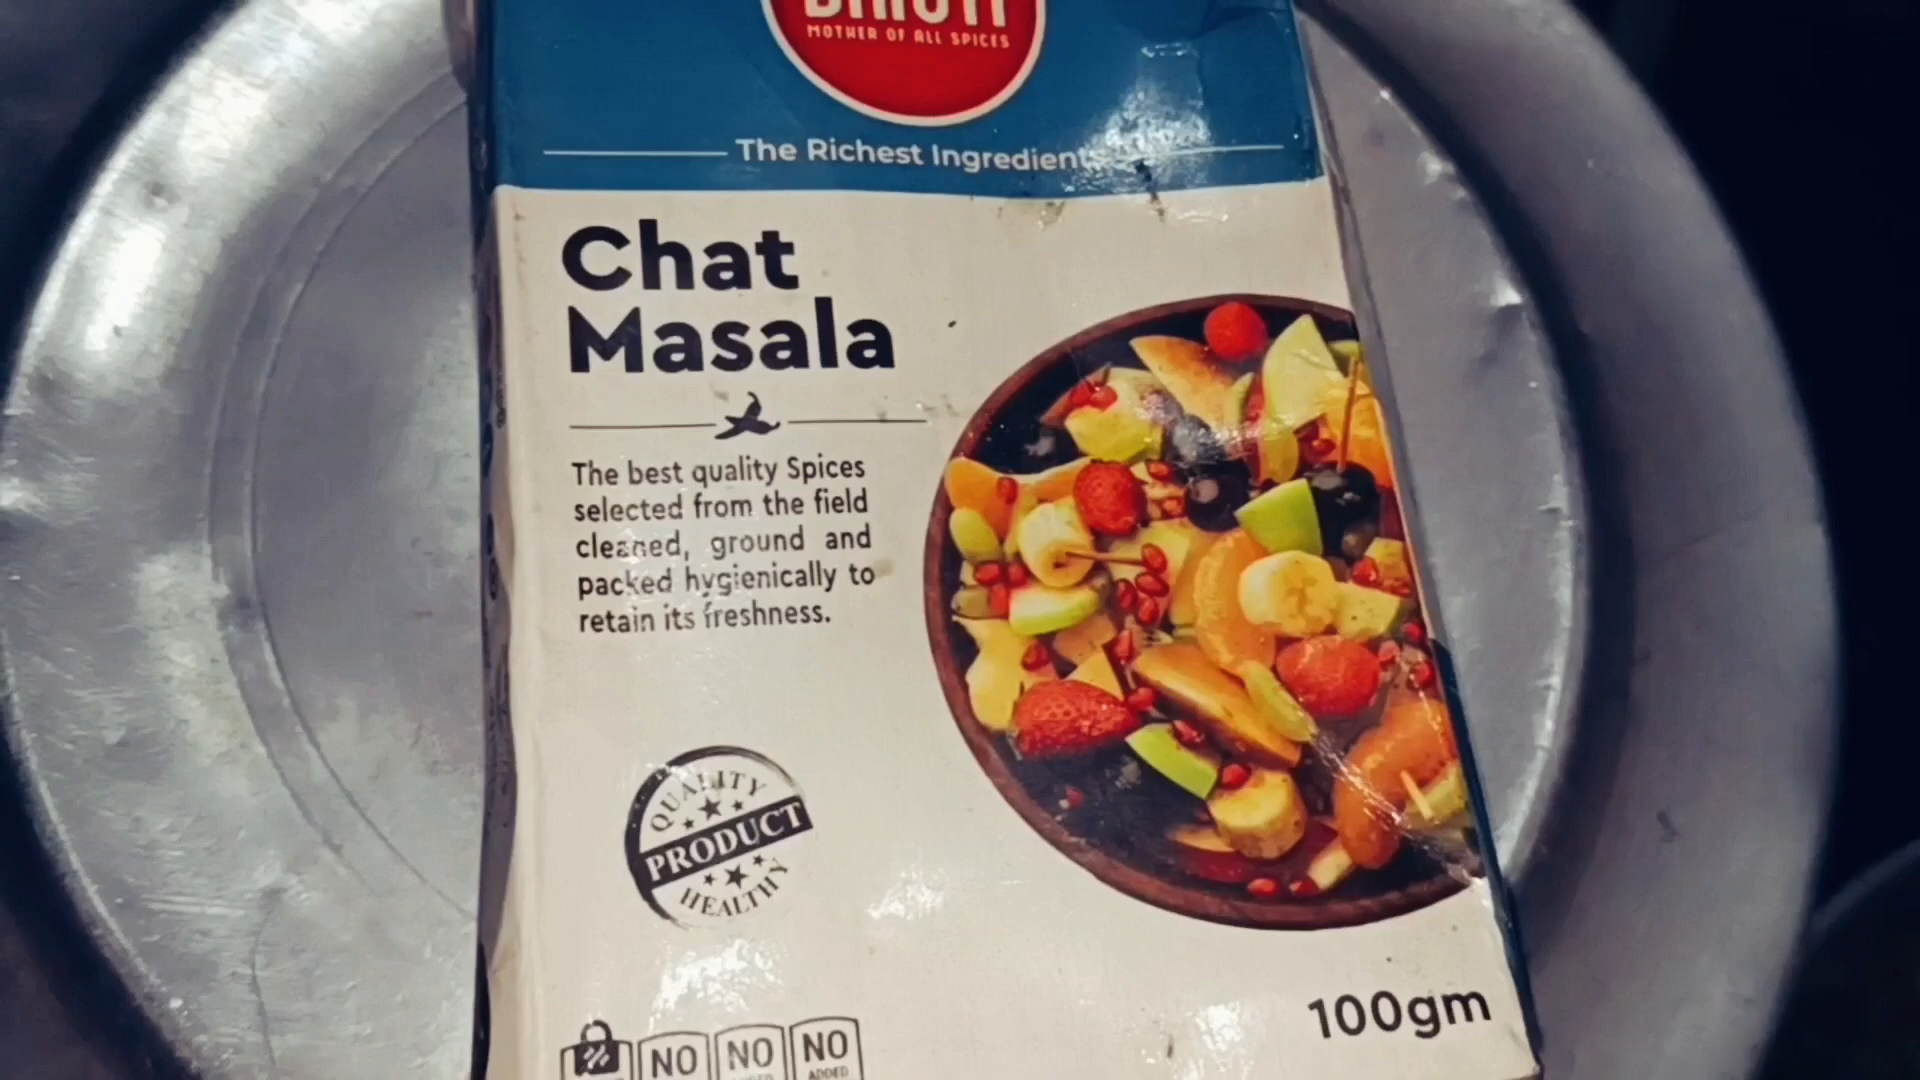 MOTHER OF ALL SPICES
The Richest Ingredients
Chat
Masala
The best quality Spices
selected from the field
cleaned, ground and
packed hygienically to
retain its freshness.
QUALITY
PRODUCT
HEALTHY
100gm
NO NO NO
ADDED